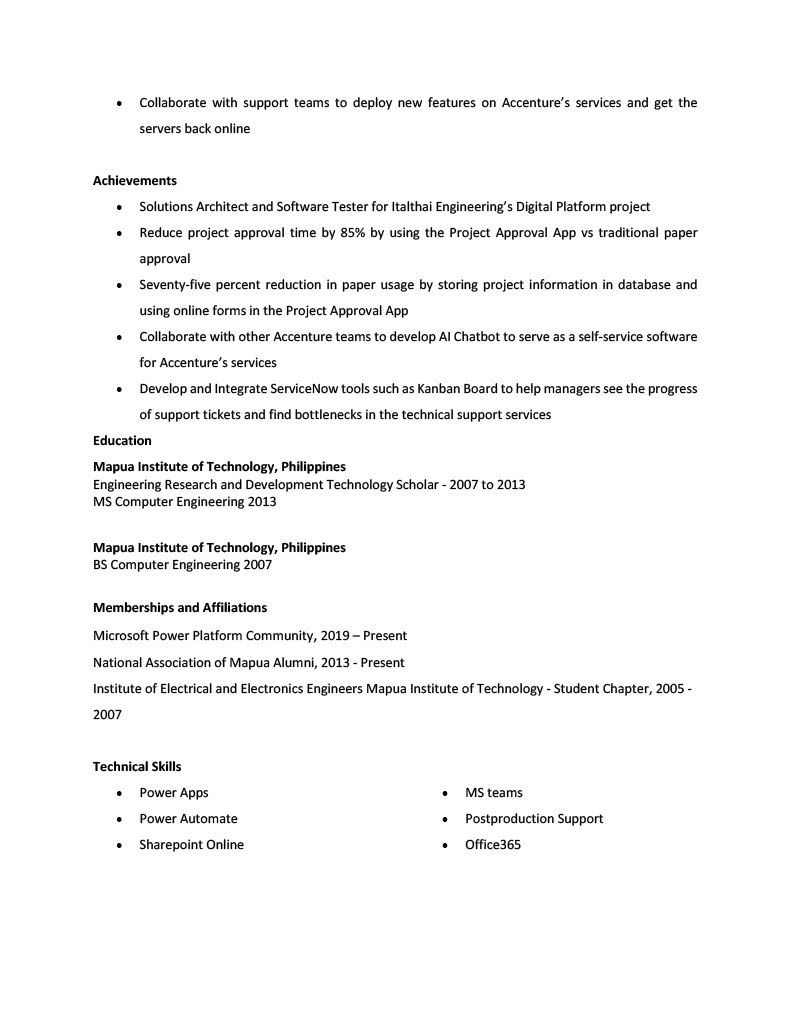 • Collaborate with support teams to deploy new features on Accenture’s services and get the
servers back online
Achievements
• Solutions Architect and Software Tester for Italthai Engineering’s Digital Platform project
• Reduce project approval time by 85% by using the Project Approval App vs traditional paper
approval
• Seventy-five percent reduction in paper usage by storing project information in database and
using online forms in the Project Approval App
• Collaborate with other Accenture teams to develop AI Chatbot to serve as a self-service software
for Accenture’s services
• Develop and Integrate ServiceNow tools such as Kanban Board to help managers see the progress
of support tickets and find bottlenecks in the technical support services
Education
Mapua Institute of Technology, Philippines
Engineering Research and Development Technology Scholar - 2007 to 2013
MS Computer Engineering 2013
Mapua Institute of Technology, Philippines
BS Computer Engineering 2007
Memberships and Affiliations
Microsoft Power Platform Community, 2019 – Present
National Association of Mapua Alumni, 2013 - Present
Institute of Electrical and Electronics Engineers Mapua Institute of Technology - Student Chapter, 2005 -
2007
Technical Skills
• Power Apps
• Power Automate
• Sharepoint Online
• MS teams
• Postproduction Support
• Office365